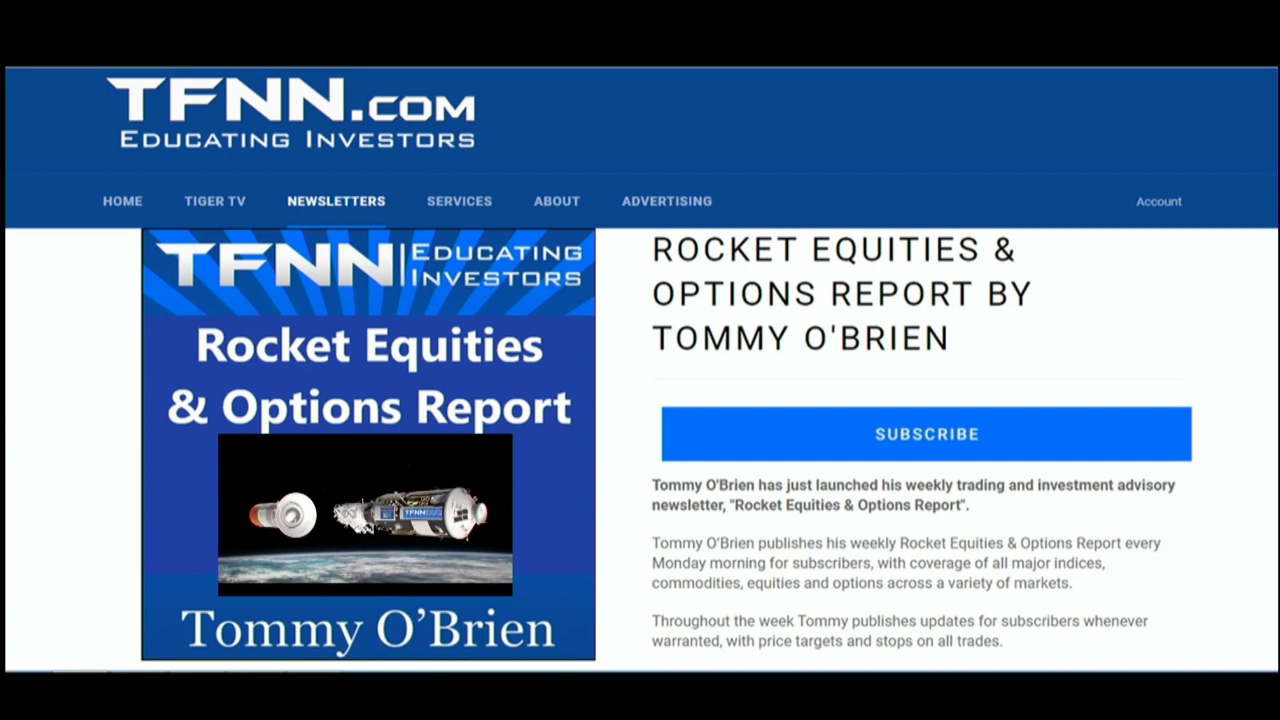 TFNN.COM
EDUCATING INVESTORS
HOME TIGER TV NEWSLETTERS SERVICES ABOUT ADVERTISING Account
TFNN EDUCATING
INVESTORS
Rocket Equities
& Options Report
TFNN
Tommy O’Brien
ROCKET EQUITIES &
OPTIONS REPORT BY
TOMMY O'BRIEN
SUBSCRIBE
Tommy O'Brien has just launched his weekly trading and investment advisory
newsletter, "Rocket Equities & Options Report".
Tommy O’Brien publishes his weekly Rocket Equities & Options Report every
Monday morning for subscribers, with coverage of all major indices,
commodities, equities and options across a variety of markets.
Throughout the week Tommy publishes updates for subscribers whenever
warranted, with price targets and stops on all trades.